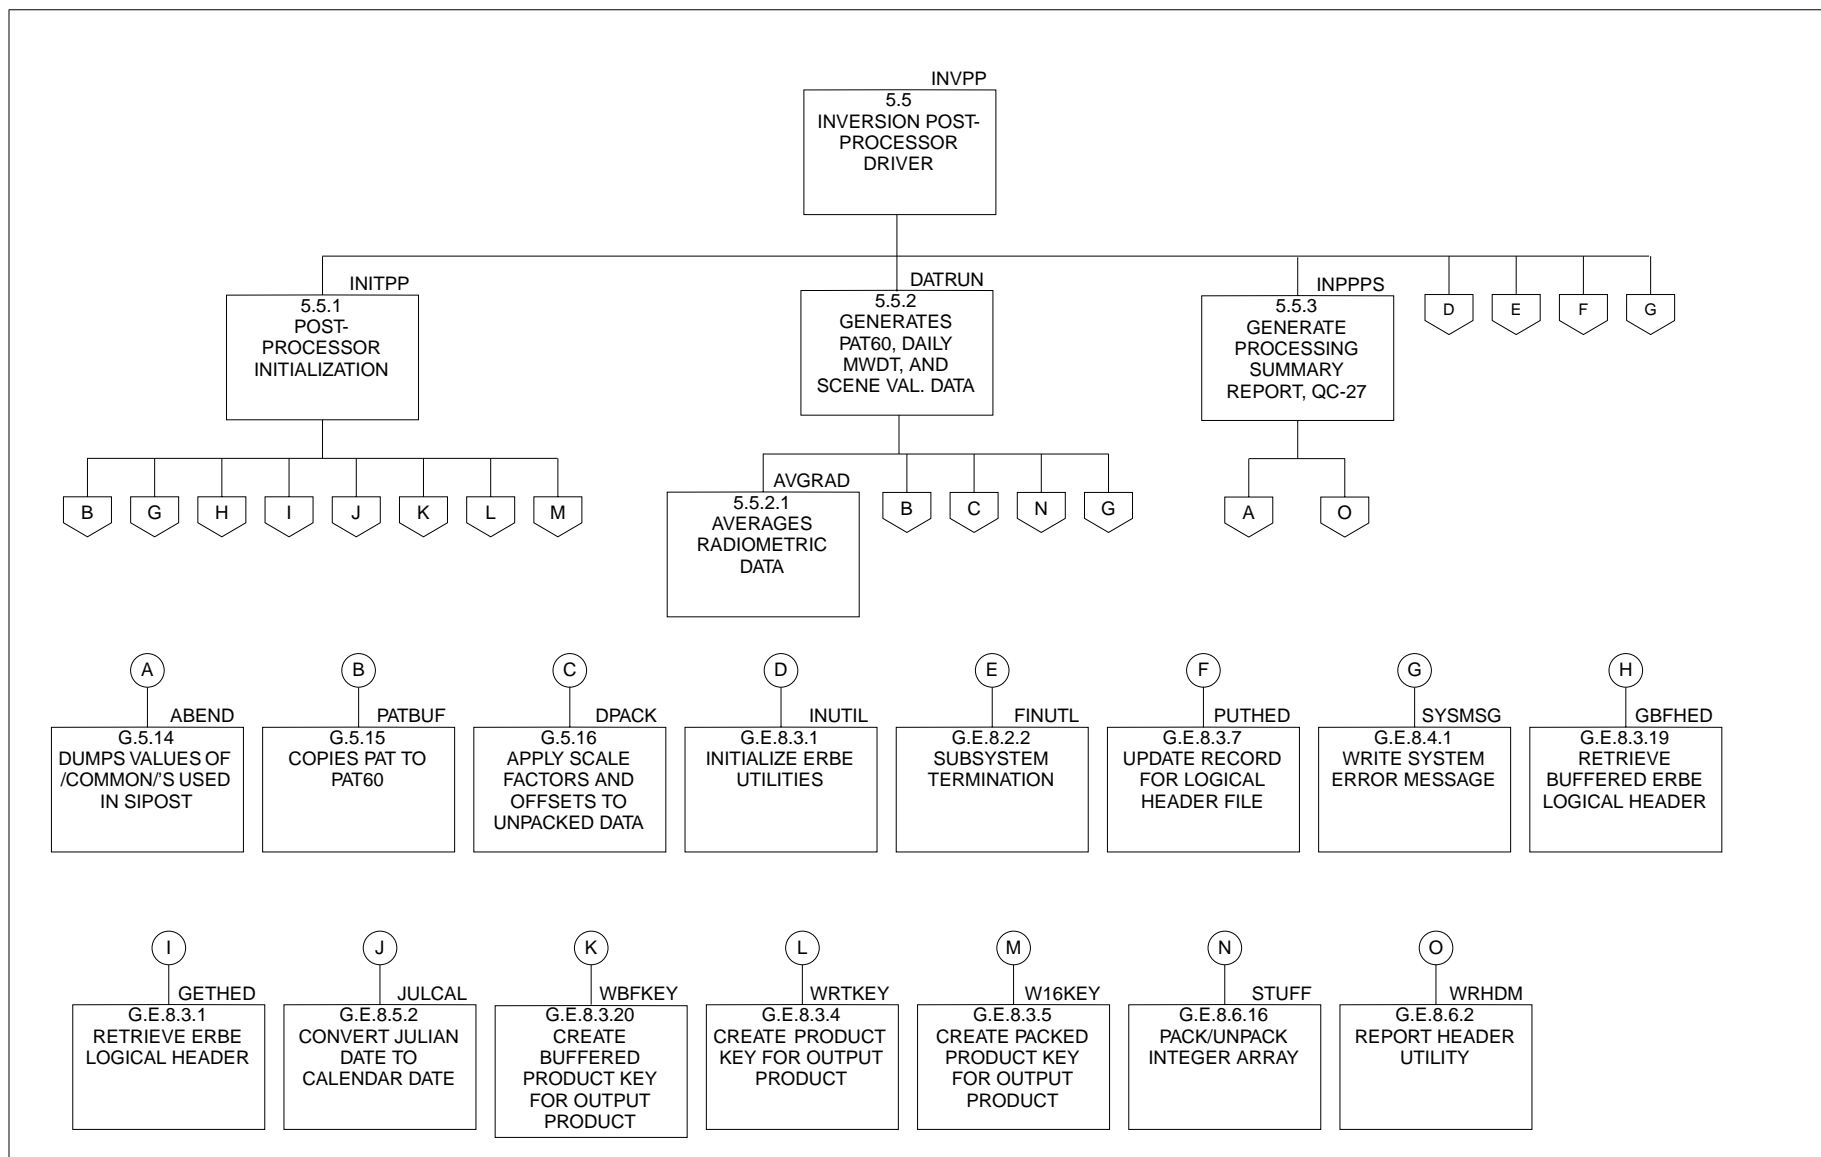 INVPP
5.5
INVERSION POST-
PROCESSOR
DRIVER
INITPP
5.5.1
POST-
PROCESSOR
INITIALIZATION
DATRUN
5.5.2
GENERATES
PAT60, DAILY
MWDT, AND
SCENE VAL. DATA
INPPPS
5.5.3
GENERATE
PROCESSING
SUMMARY
REPORT, QC-27
D E F G
B G H I J K L M
AVGRAD
5.5.2.1
AVERAGES
RADIOMETRIC
DATA
B C N G
A O
A
ABEND
G.5.14
DUMPS VALUES OF
/COMMON/'S USED
IN SIPOST
B
PATBUF
G.5.15
COPIES PAT TO
PAT60
C
DPACK
G.5.16
APPLY SCALE
FACTORS AND
OFFSETS TO
UNPACKED DATA
D
INUTIL
G.E.8.3.1
INITIALIZE ERBE
UTILITIES
E
FINUTL
G.E.8.2.2
SUBSYSTEM
TERMINATION
F
PUTHED
G.E.8.3.7
UPDATE RECORD
FOR LOGICAL
HEADER FILE
G
SYSMSG
G.E.8.4.1
WRITE SYSTEM
ERROR MESSAGE
H
GBFHED
G.E.8.3.19
RETRIEVE
BUFFERED ERBE
LOGICAL HEADER
I
GETHED
G.E.8.3.1
RETRIEVE ERBE
LOGICAL HEADER
J
JULCAL
G.E.8.5.2
CONVERT JULIAN
DATE TO
CALENDAR DATE
K
WBFKEY
G.E.8.3.20
CREATE
BUFFERED
PRODUCT KEY
FOR OUTPUT
PRODUCT
L
WRTKEY
G.E.8.3.4
CREATE PRODUCT
KEY FOR OUTPUT
PRODUCT
M
W16KEY
G.E.8.3.5
CREATE PACKED
PRODUCT KEY
FOR OUTPUT
PRODUCT
N
STUFF
G.E.8.6.16
PACK/UNPACK
INTEGER ARRAY
O
WRHDM
G.E.8.6.2
REPORT HEADER
UTILITY